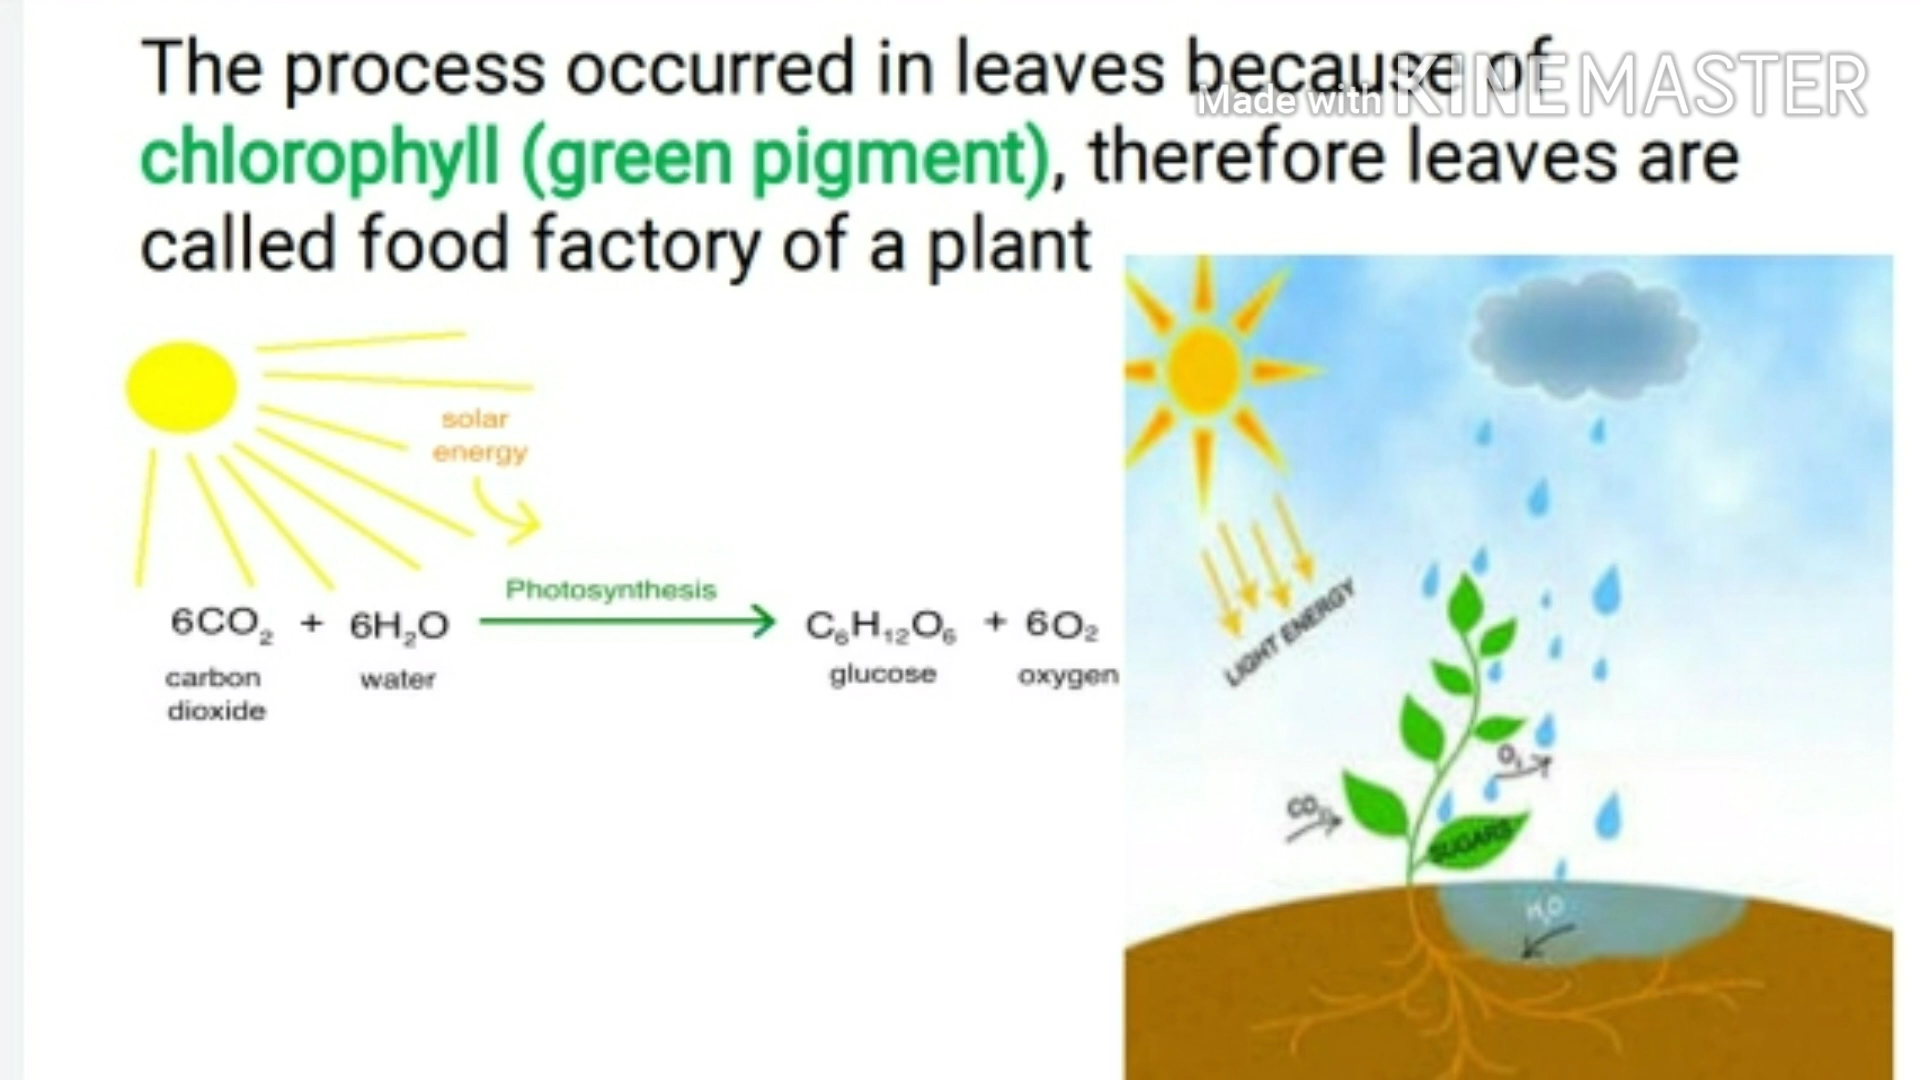 The process occurred in leaves because of
Made with KINEMASTER
chlorophyll (green pigment), therefore leaves are
called food factory of a plant
solar
energy
Photosynthesis
6CO₂ + 6H₂O → C₆H₁₂O₆ + 6O₂
carbon dioxide water glucose oxygen
LIGHT ENERGY
O₂
CO₂
SUGARS
H₂O